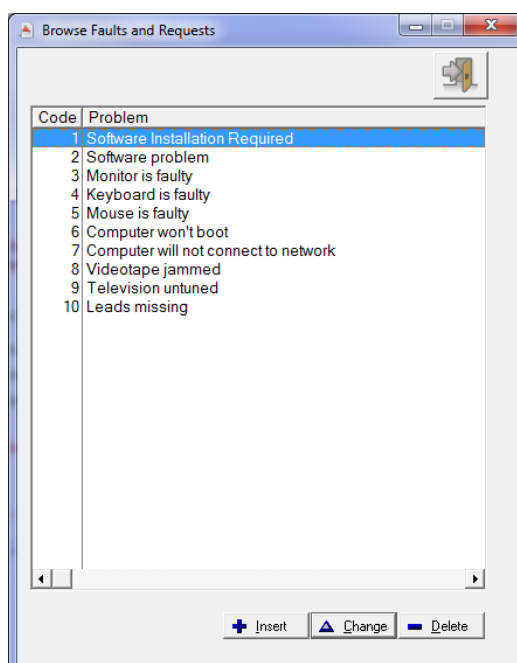 Browse Faults and Requests
Code Problem
1 Software Installation Required
2 Software problem
3 Monitor is faulty
4 Keyboard is faulty
5 Mouse is faulty
6 Computer won't boot
7 Computer will not connect to network
8 Videotape jammed
9 Television untuned
10 Leads missing
Insert Change Delete